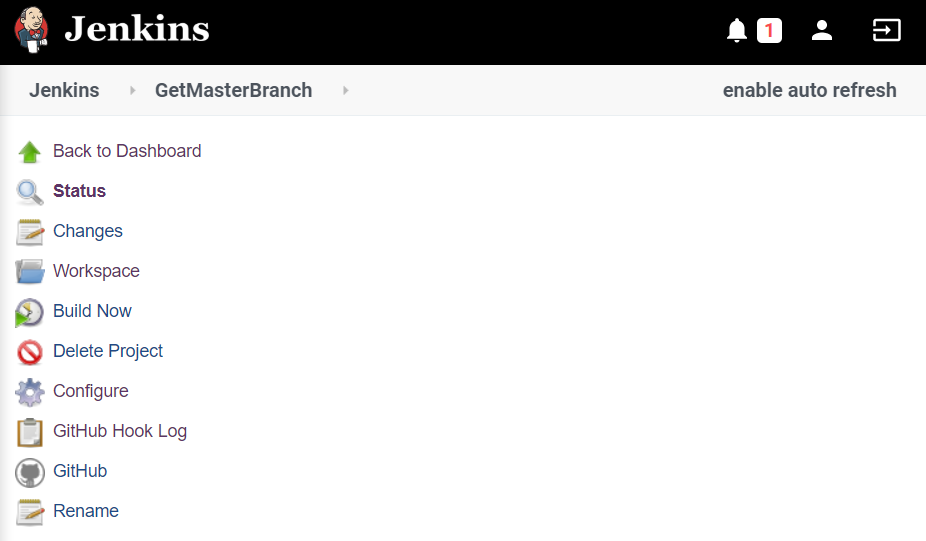 Jenkins
1
Jenkins GetMasterBranch enable auto refresh
Back to Dashboard
Status
Changes
Workspace
Build Now
Delete Project
Configure
GitHub Hook Log
GitHub
Rename